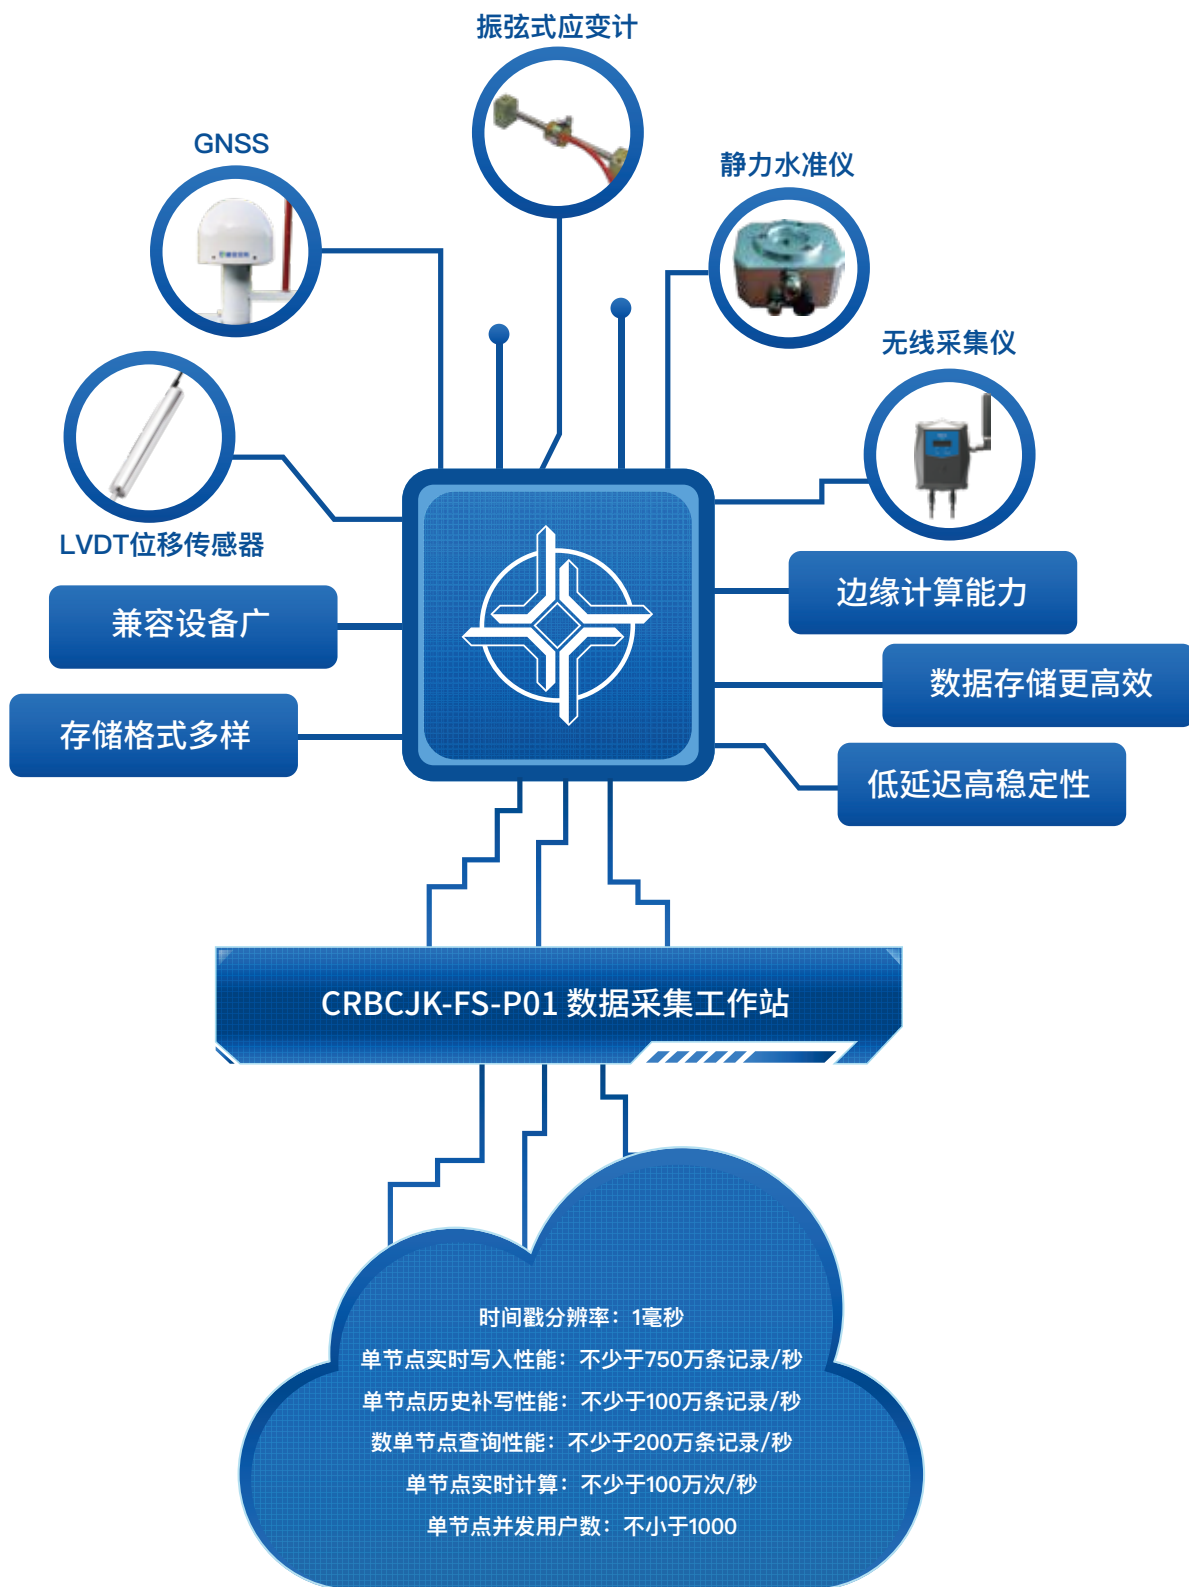 振弦式应变计
GNSS
静力水准仪
无线采集仪
LVDT位移传感器
边缘计算能力
兼容设备广
数据存储更高效
存储格式多样
低延迟高稳定性
CRBCJK-FS-P01 数据采集工作站
时间戳分辨率：1毫秒
单节点实时写入性能：不少于750万条记录/秒
单节点历史补写性能：不少于100万条记录/秒
数单节点查询性能：不少于200万条记录/秒
单节点实时计算：不少于100万次/秒
单节点并发用户数：不小于1000